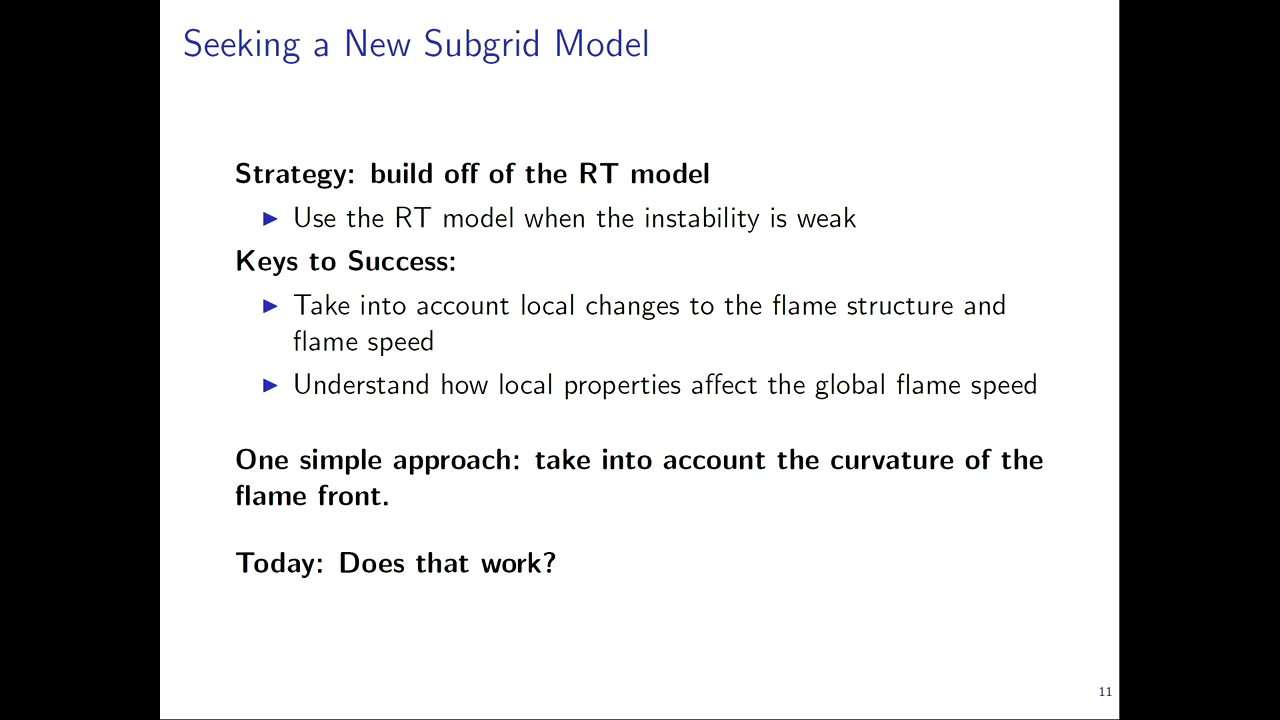 Seeking a New Subgrid Model
Strategy: build off of the RT model
▶ Use the RT model when the instability is weak
Keys to Success:
▶ Take into account local changes to the flame structure and
flame speed
▶ Understand how local properties affect the global flame speed
One simple approach: take into account the curvature of the
flame front.
Today: Does that work?
11